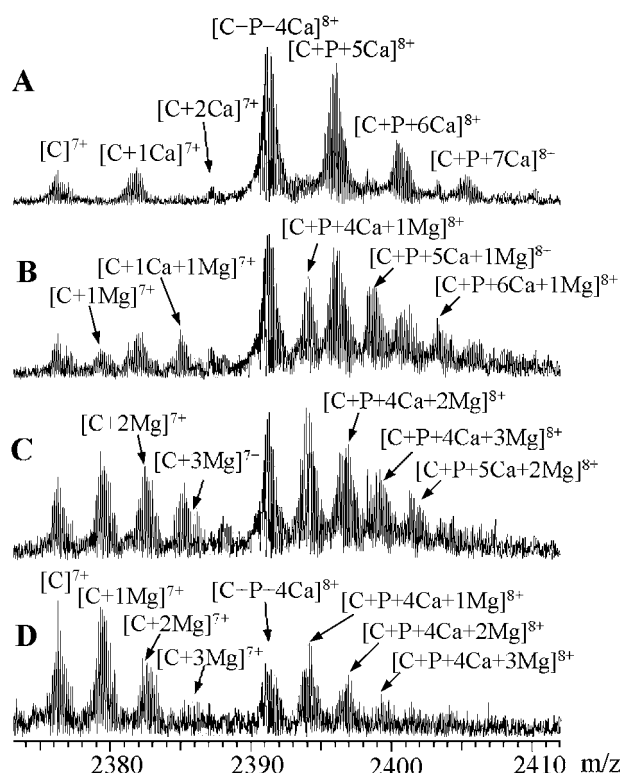 [C−P−4Ca]8+
[C+P+5Ca]8+
A
[C+2Ca]7+
[C+P+6Ca]8+
[C]7+
[C+1Ca]7+
[C+P+7Ca]8−
[C+P+4Ca+1Mg]8+
B
[C+1Ca+1Mg]7+
[C+P+5Ca+1Mg]8−
[C+1Mg]7+
[C+P+6Ca+1Mg]8+
[C+P+4Ca+2Mg]8+
[C+2Mg]7+
C
[C+P+4Ca+3Mg]8+
[C+3Mg]7−
[C+P+5Ca+2Mg]8+
[C]7+
[C+1Mg]7+
[C−P−4Ca]8+
[C+P+4Ca+1Mg]8+
D
[C+2Mg]7+
[C+P+4Ca+2Mg]8+
[C+3Mg]7+
[C+P+4Ca+3Mg]8+
2380 2390 2400 2410 m/z